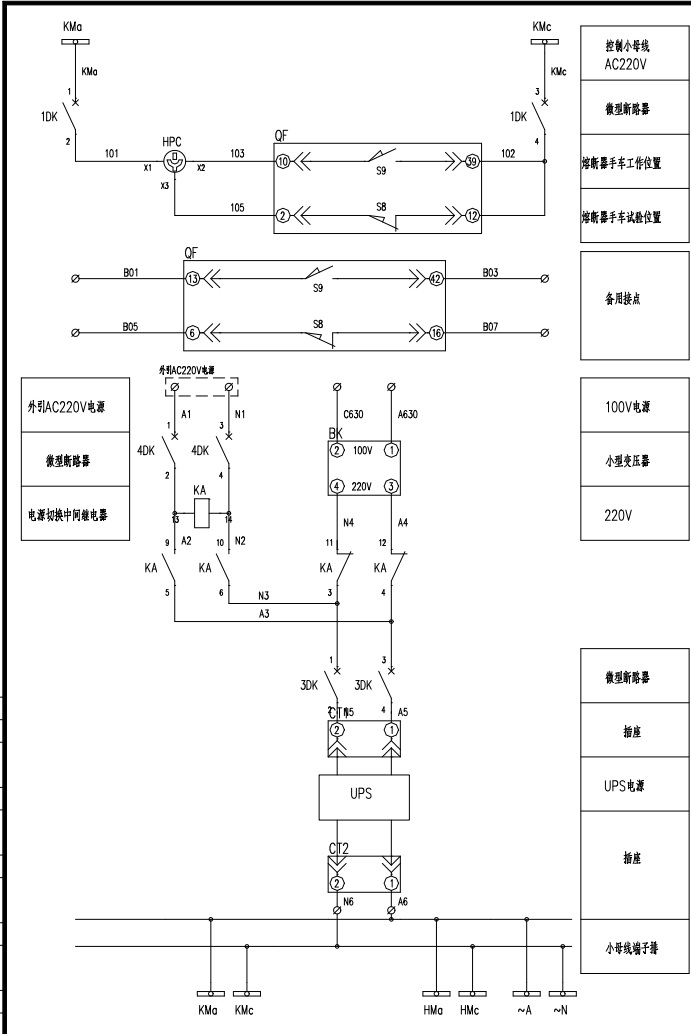 KMa
KMc
控制小母线
AC220V
KMa
KMc
1
3
微型断路器
1DK
1DK
2
4
HPC
QF
101
X1
X2
103
10
S9
39
102
熔断器手车工作位置
X3
105
2
S8
12
熔断器手车试验位置
QF
B01
13
S9
42
B03
备用接点
B05
6
S8
16
B07
外引AC220V电源
外引AC220V电源
A1
N1
C630
A630
100V电源
1
3
BK
微型断路器
4DK
4DK
2
100V
1
小型变压器
2
4
4
220V
3
KA
电源切换中间继电器
13
14
N4
A4
220V
9
A2
10
N2
11
12
KA
KA
KA
KA
5
6
3
4
N3
A3
1
3
微型断路器
3DK
3DK
2
N5
4
A5
CT1
2
1
插座
UPS
UPS电源
CT2
插座
2
1
N6
A6
小母线端子排
KMa
KMc
HMa
HMc
~A
~N